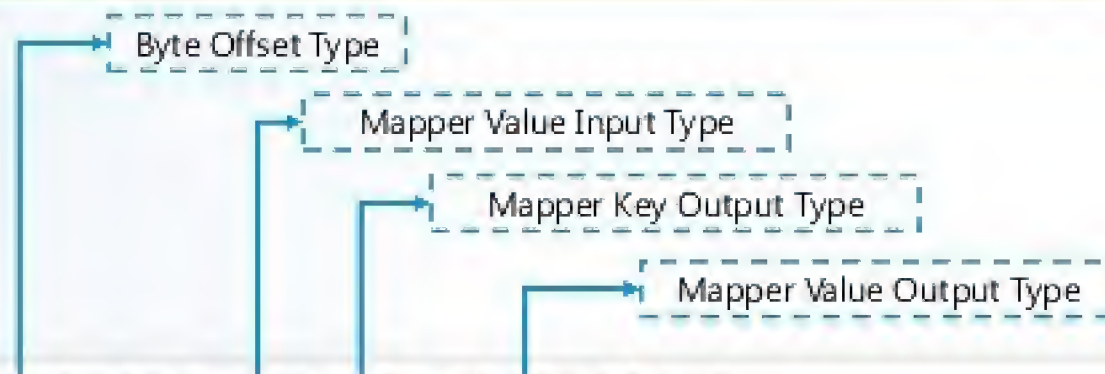 Byte Offset Type
Mapper Value Input Type
Mapper Key Output Type
Mapper Value Output Type